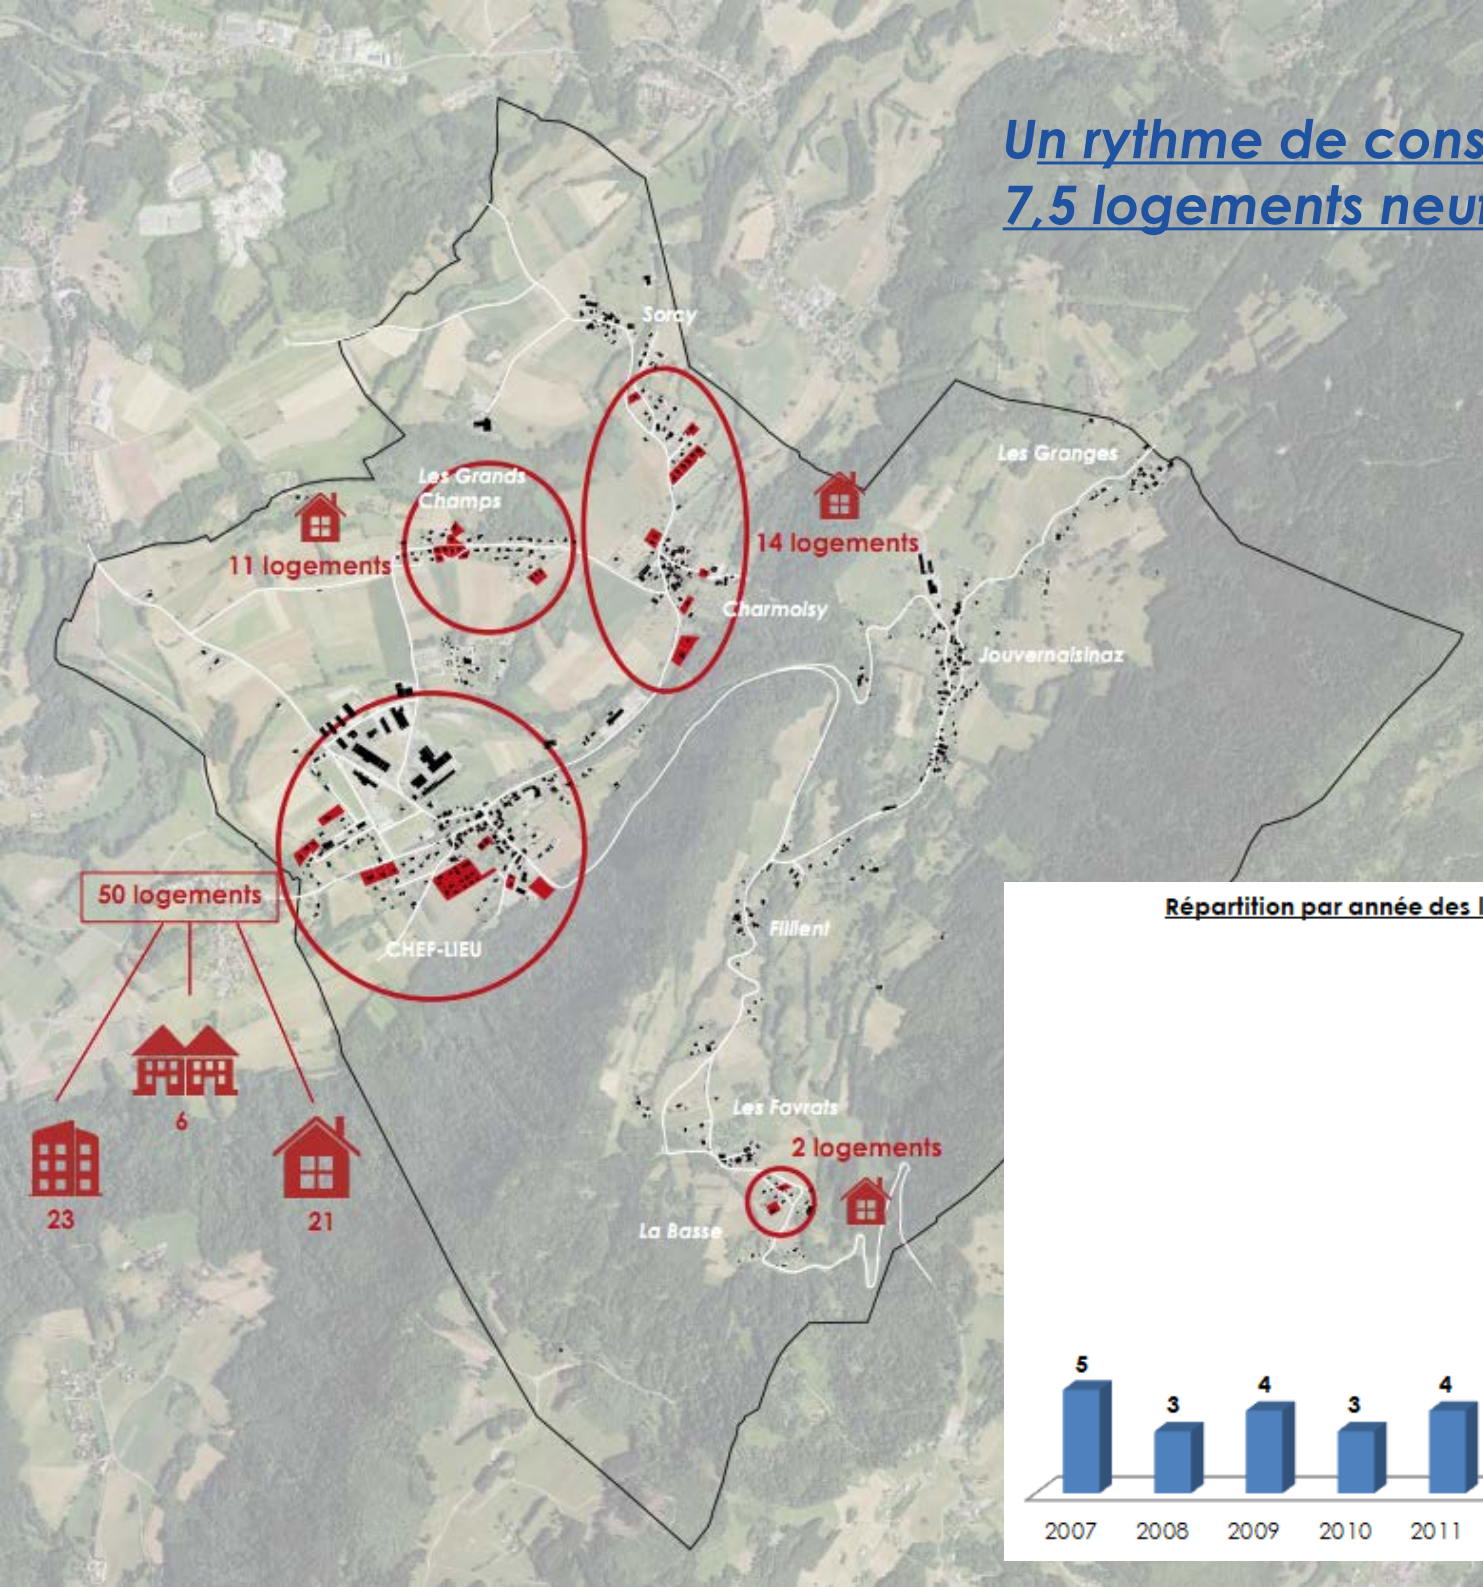 Un rythme de cons
7,5 logements neuf
Sorcy
Les Granges
Les Grands
Champs
14 logements
11 logements
Charmoisy
Jouvernaisinaz
50 logements
Fillient
CHEF-LIEU
Répartition par année des l
6
Les Favrats
2 logements
23
21
La Basse
5
3
4
3
4
2007 2008 2009 2010 2011